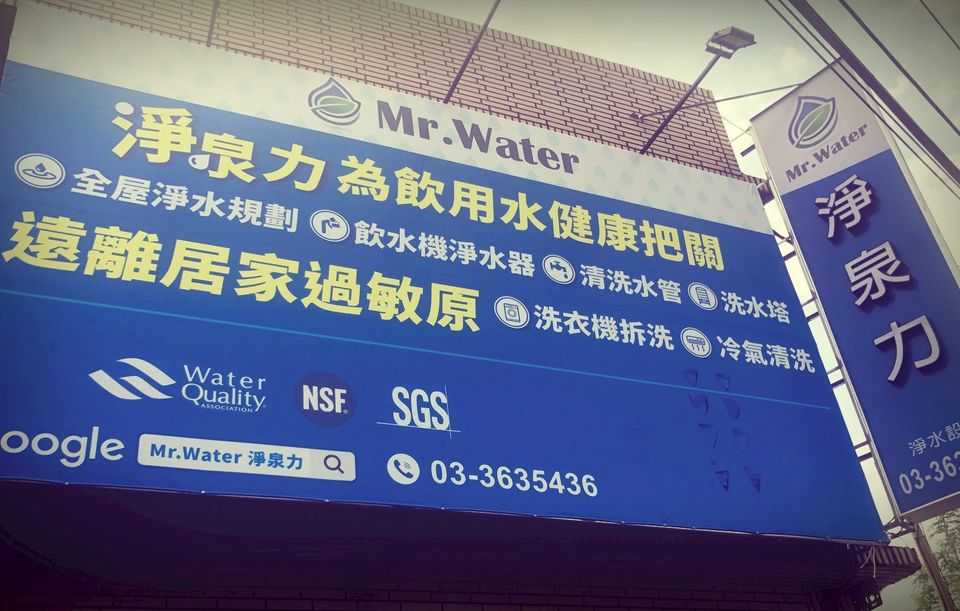 Mr.Water
淨泉力 為飲用水健康把關
全屋淨水規劃 飲水機淨水器 清洗水管 洗水塔
遠離居家過敏原 洗衣機拆洗 冷氣清洗
Water Quality ASSOCIATION NSF. SGS
oogle Mr.Water 淨泉力 03-3635436
Mr.Water
淨泉力
淨水設
03-363